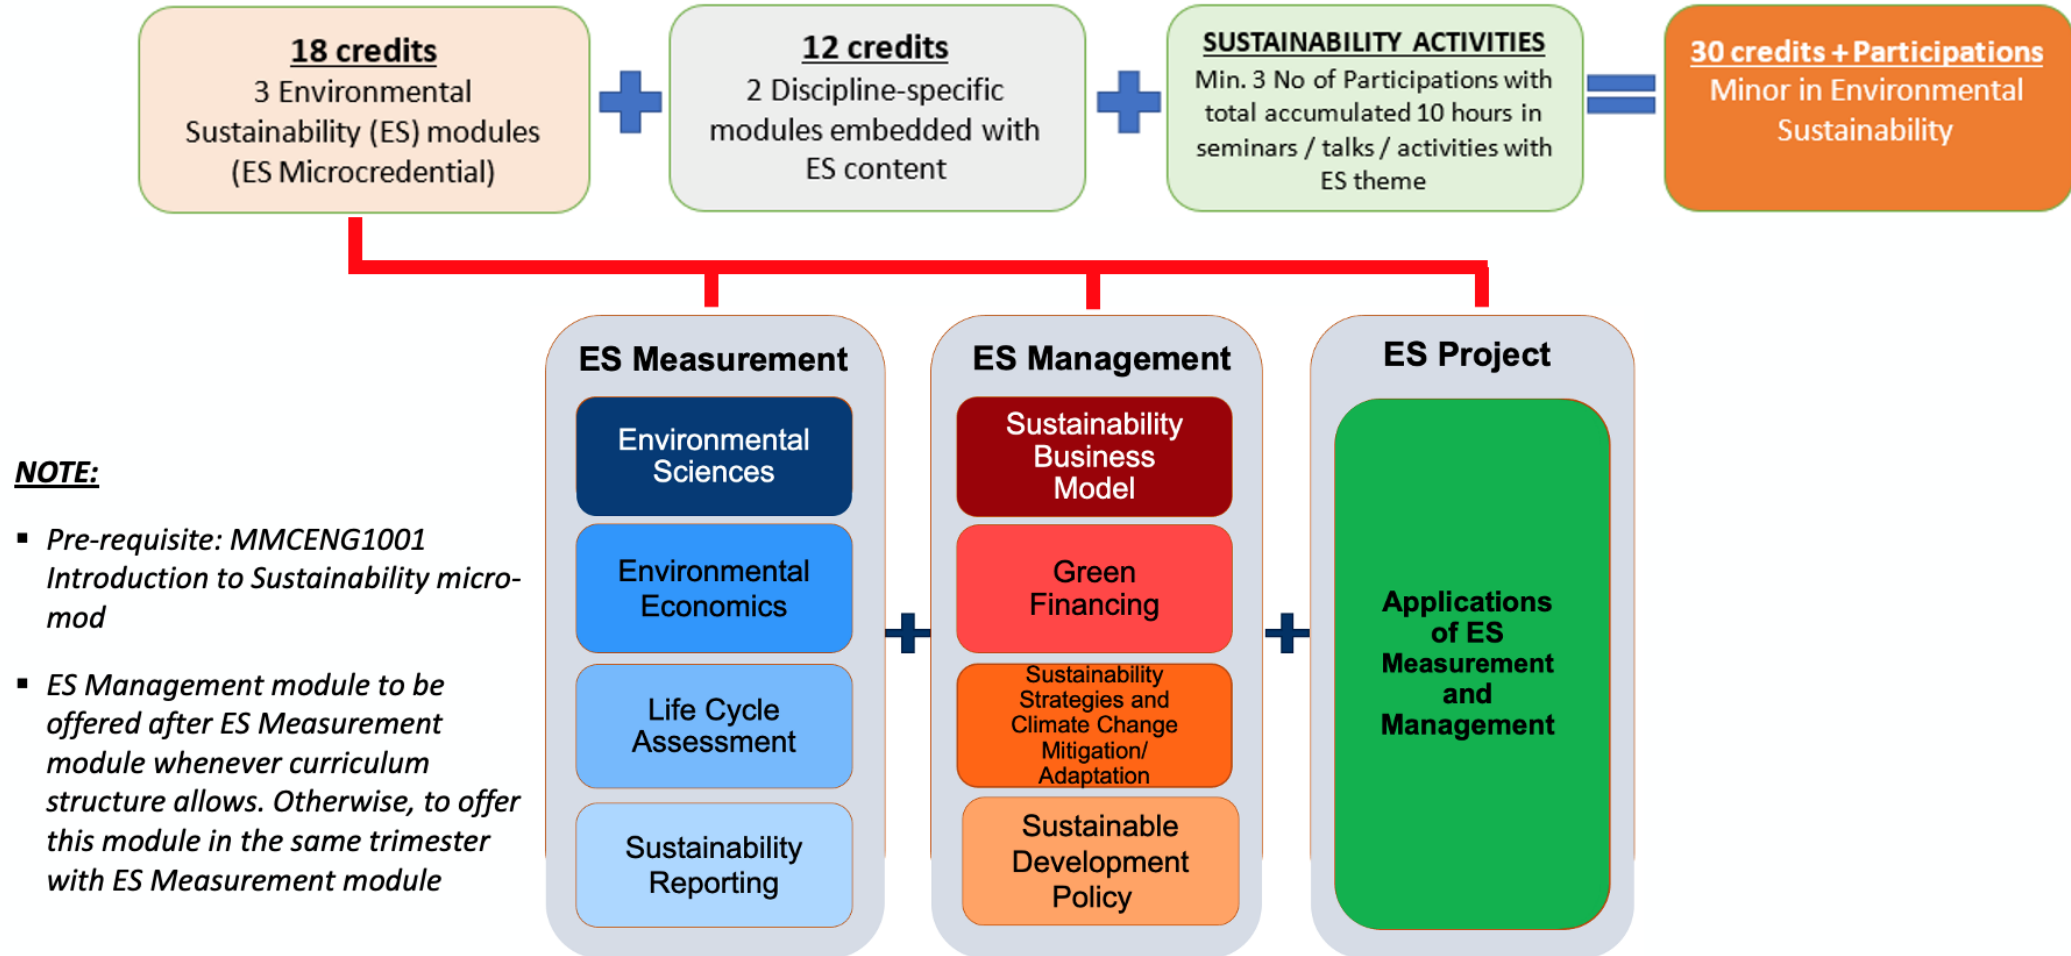 18 credits
3 Environmental
Sustainability (ES) modules
(ES Microcredential)
12 credits
2 Discipline-specific
modules embedded with
ES content
SUSTAINABILITY ACTIVITIES
Min. 3 No of Participations with
total accumulated 10 hours in
seminars / talks / activities with
ES theme
30 credits + Participations
Minor in Environmental
Sustainability
NOTE:
▪ Pre-requisite: MMCENG1001
Introduction to Sustainability micro-
mod
▪ ES Management module to be
offered after ES Measurement
module whenever curriculum
structure allows. Otherwise, to offer
this module in the same trimester
with ES Measurement module
ES Measurement
Environmental
Sciences
Environmental
Economics
Life Cycle
Assessment
Sustainability
Reporting
ES Management
Sustainability
Business
Model
Green
Financing
Sustainability
Strategies and
Climate Change
Mitigation/
Adaptation
Sustainable
Development
Policy
ES Project
Applications
of ES
Measurement
and
Management